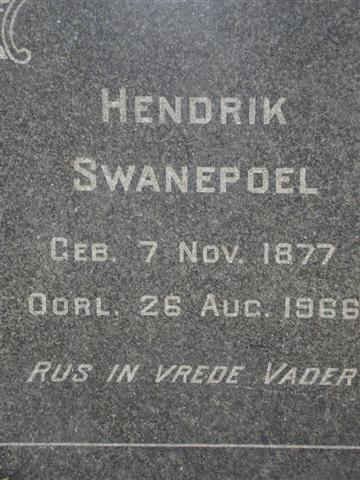 HENDRIK
SWANEPOEL
GEB. 7 NOV. 1877
OORL. 26 AUG. 1966
RUS IN VREDE VADER